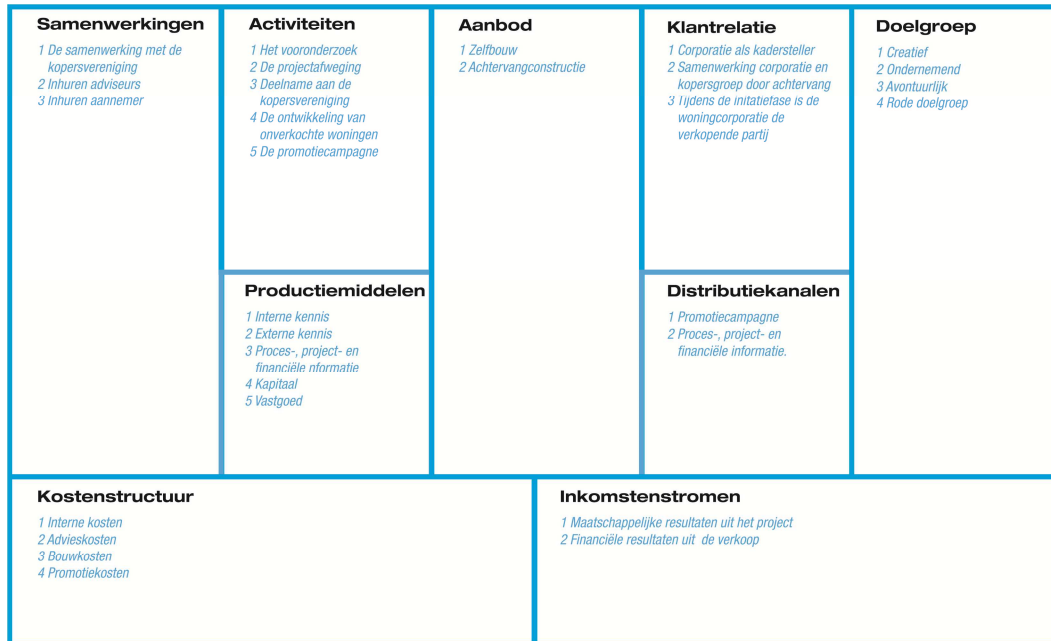 Samenwerkingen
1 De samenwerking met de
kopersvereniging
2 Inhuren adviseurs
3 Inhuren aannemer
Activiteiten
1 Het vooronderzoek
2 De projectafweging
3 Deelname aan de
kopersvereniging
4 De ontwikkeling van
onverkochte woningen
5 De promotiecampagne
Productiemiddelen
1 Interne kennis
2 Externe kennis
3 Proces-, project- en
financiële nformatie
4 Kapitaal
5 Vastgoed
Aanbod
1 Zelfbouw
2 Achtervangconstructie
Klantrelatie
1 Corporatie als kadersteller
2 Samenwerking corporatie en
kopersgroep door achtervang
3 Tijdens de initatiefase is de
woningcorporatie de
verkopende partij
Distributiekanalen
1 Promotiecampagne
2 Proces-, project- en
financiële informatie.
Doelgroep
1 Creatief
2 Ondernemend
3 Avontuurlijk
4 Rode doelgroep
Kostenstructuur
1 Interne kosten
2 Advieskosten
3 Bouwkosten
4 Promotiekosten
Inkomstenstromen
1 Maatschappelijke resultaten uit het project
2 Financiële resultaten uit de verkoop